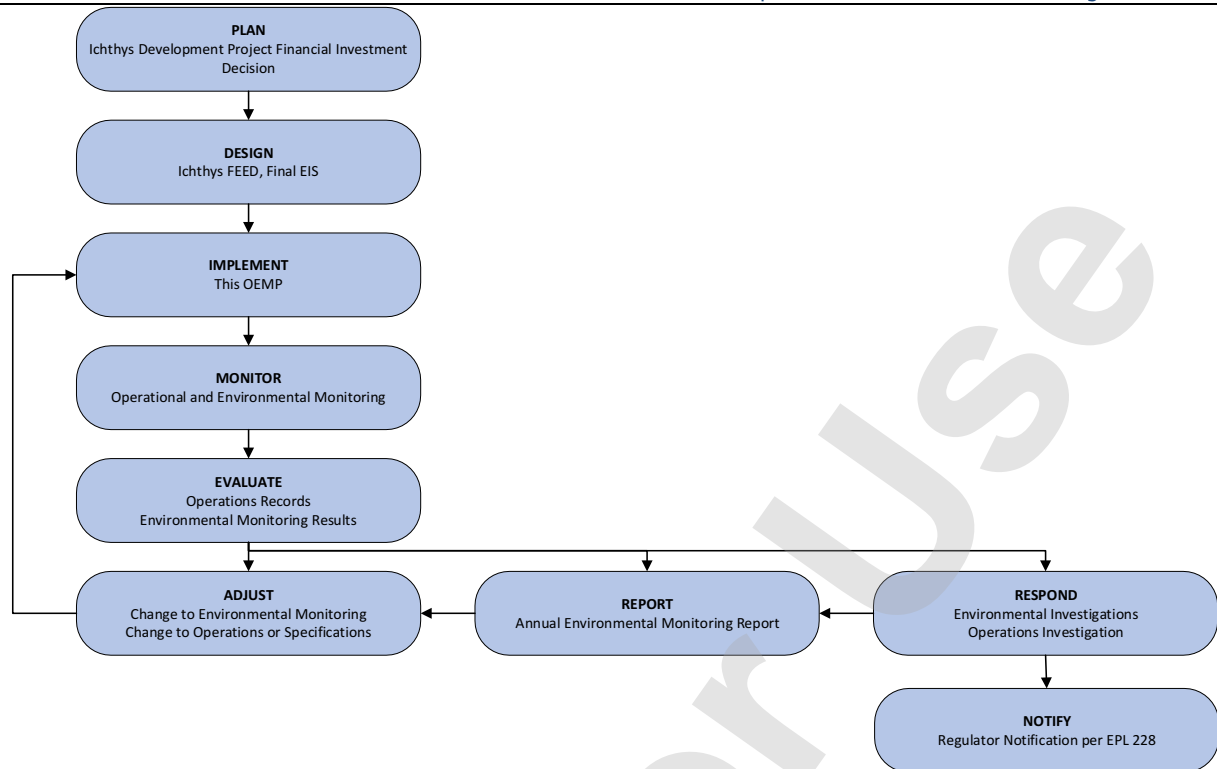 PLAN
Ichthys Development Project Financial Investment
Decision
DESIGN
Ichthys FEED, Final EIS
IMPLEMENT
This OEMP
MONITOR
Operational and Environmental Monitoring
EVALUATE
Operations Records
Environmental Monitoring Results
ADJUST
Change to Environmental Monitoring
Change to Operations or Specifications
REPORT
Annual Environmental Monitoring Report
RESPOND
Environmental Investigations
Operations Investigation
NOTIFY
Regulator Notification per EPL 228
r Use